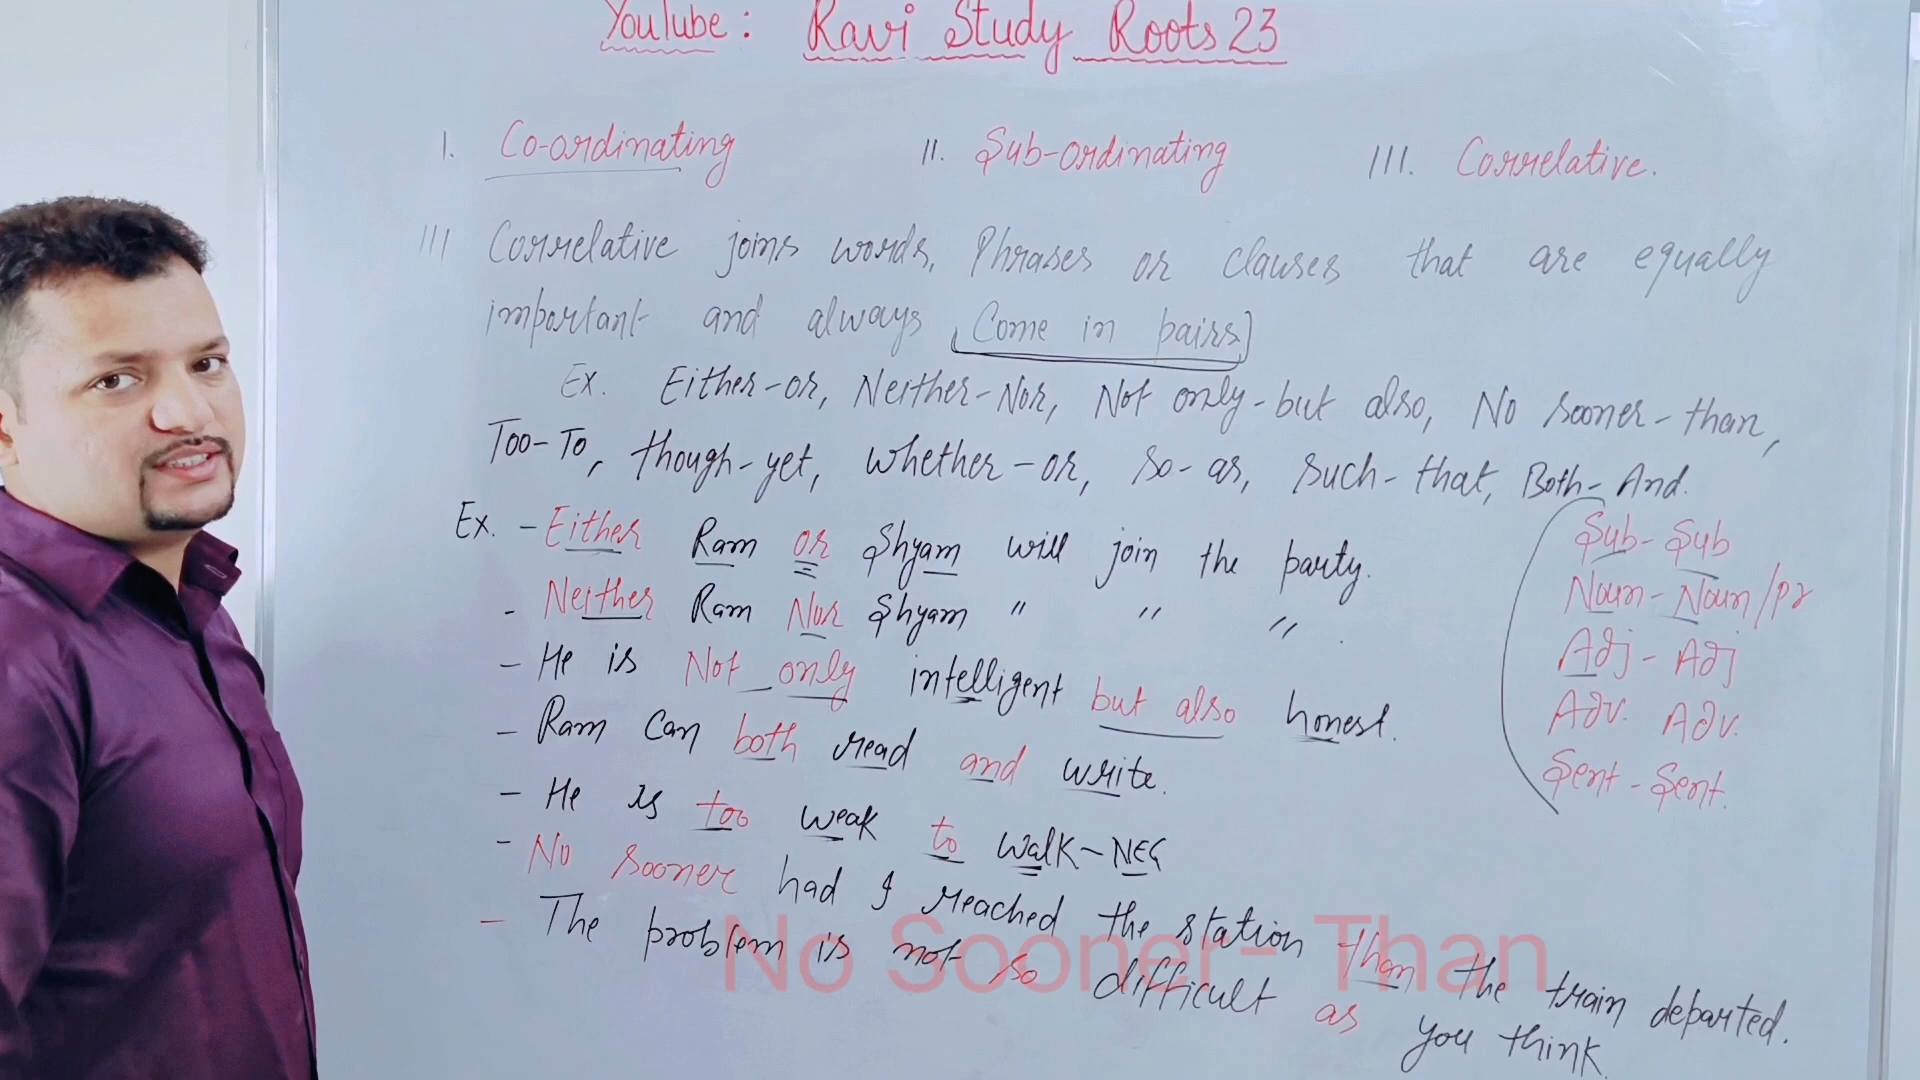 YouTube : Ravi Study Roots 23
I. Co-ordinating II. Sub-ordinating III. Correlative.
III Correlative joins words, Phrases or clauses that are equally
important and always [Come in pairs]
Ex. Either-or, Neither-Nor, Not only-but also, No sooner-than,
Too-To, though-yet, whether-or, so-as, such-that, Both-And.
Ex. - Either Ram or Shyam will join the party.
- Neither Ram Nor Shyam " " " .
- He is Not only intelligent but also honest.
- Ram Can both read and write.
- He is too weak to walk-NEG
- No sooner had I reached the station than the train departed.
- The problem is not so difficult as you think.
Sub-Sub
Noun-Noun/Pr
Adj-Adj
Adv. Adv.
Sent-Sent.
No Sooner- Than